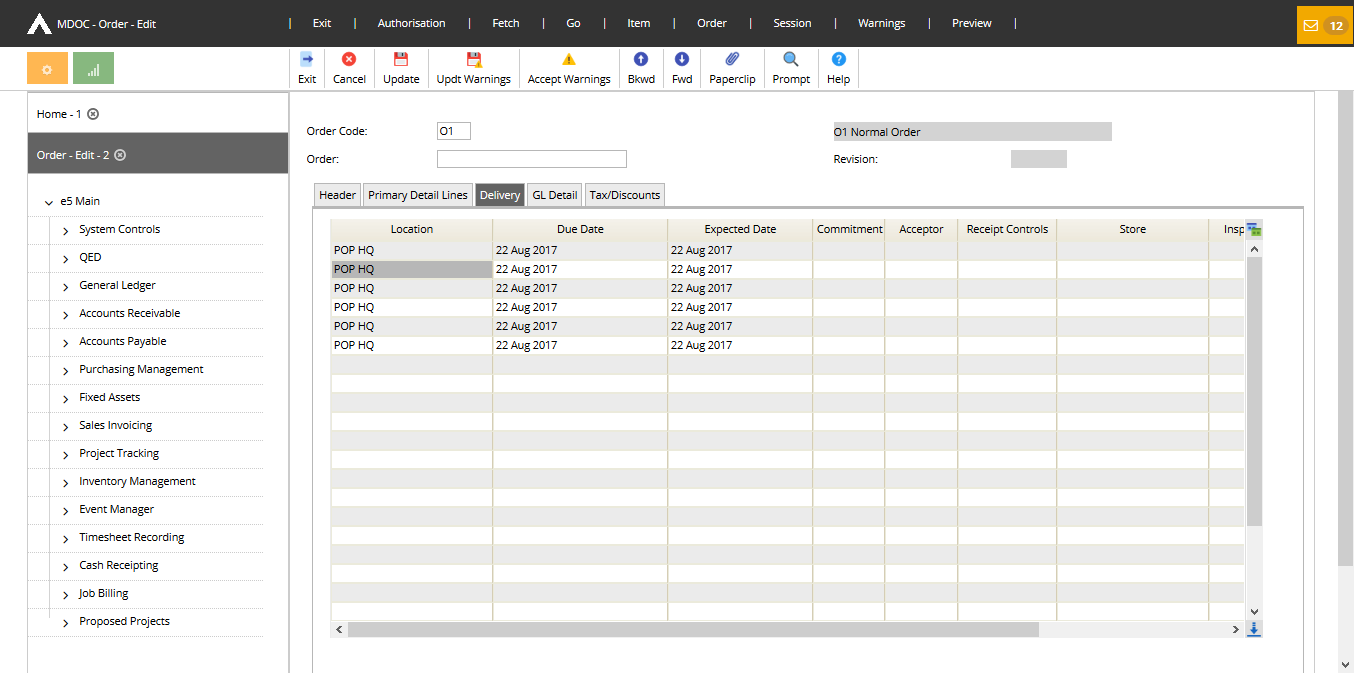 MDOC - Order - Edit | Exit | Authorisation | Fetch | Go | Item | Order | Session | Warnings | Preview | 12
Exit Cancel Update Updt Warnings Accept Warnings Bkwd Fwd Paperclip Prompt Help
Home - 1
Order - Edit - 2
e5 Main
System Controls
QED
General Ledger
Accounts Receivable
Accounts Payable
Purchasing Management
Fixed Assets
Sales Invoicing
Project Tracking
Inventory Management
Event Manager
Timesheet Recording
Cash Receipting
Job Billing
Proposed Projects
Order Code: O1 O1 Normal Order
Order: Revision:
Header Primary Detail Lines Delivery GL Detail Tax/Discounts
Location Due Date Expected Date Commitment Acceptor Receipt Controls Store Insp
POP HQ 22 Aug 2017 22 Aug 2017
POP HQ 22 Aug 2017 22 Aug 2017
POP HQ 22 Aug 2017 22 Aug 2017
POP HQ 22 Aug 2017 22 Aug 2017
POP HQ 22 Aug 2017 22 Aug 2017
POP HQ 22 Aug 2017 22 Aug 2017